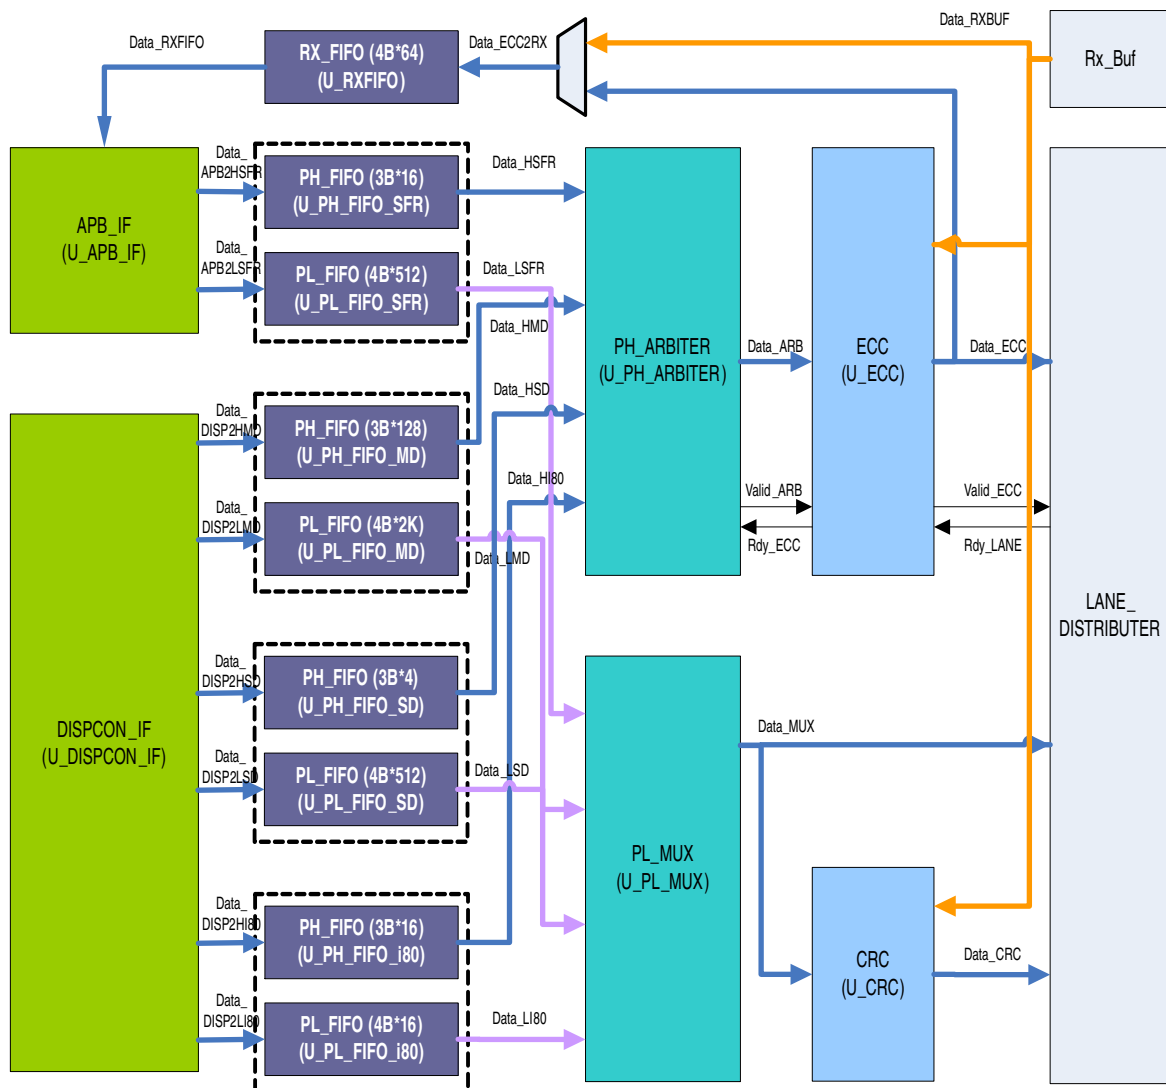 Data_RXFIFO
RX_FIFO (4B*64)
(U_RXFIFO)
Data_ECC2RX
Data_RXBUF
Rx_Buf
APB_IF
(U_APB_IF)
Data_
APB2HSFR
PH_FIFO (3B*16)
(U_PH_FIFO_SFR)
Data_HSFR
Data_
APB2LSFR
PL_FIFO (4B*512)
(U_PL_FIFO_SFR)
Data_LSFR
Data_HMD
PH_ARBITER
(U_PH_ARBITER)
Data_ARB
ECC
(U_ECC)
Data_ECC
Data_HSD
Data_HI80
Valid_ARB
Rdy_ECC
Valid_ECC
Rdy_LANE
LANE_
DISTRIBUTER
DISPCON_IF
(U_DISPCON_IF)
Data_
DISP2HMD
PH_FIFO (3B*128)
(U_PH_FIFO_MD)
Data_
DISP2LMD
PL_FIFO (4B*2K)
(U_PL_FIFO_MD)
Data_LMD
Data_
DISP2HSD
PH_FIFO (3B*4)
(U_PH_FIFO_SD)
Data_
DISP2LSD
PL_FIFO (4B*512)
(U_PL_FIFO_SD)
Data_LSD
PL_MUX
(U_PL_MUX)
Data_MUX
Data_
DISP2HI80
PH_FIFO (3B*16)
(U_PH_FIFO_i80)
Data_
DISP2LI80
PL_FIFO (4B*16)
(U_PL_FIFO_i80)
Data_LI80
CRC
(U_CRC)
Data_CRC